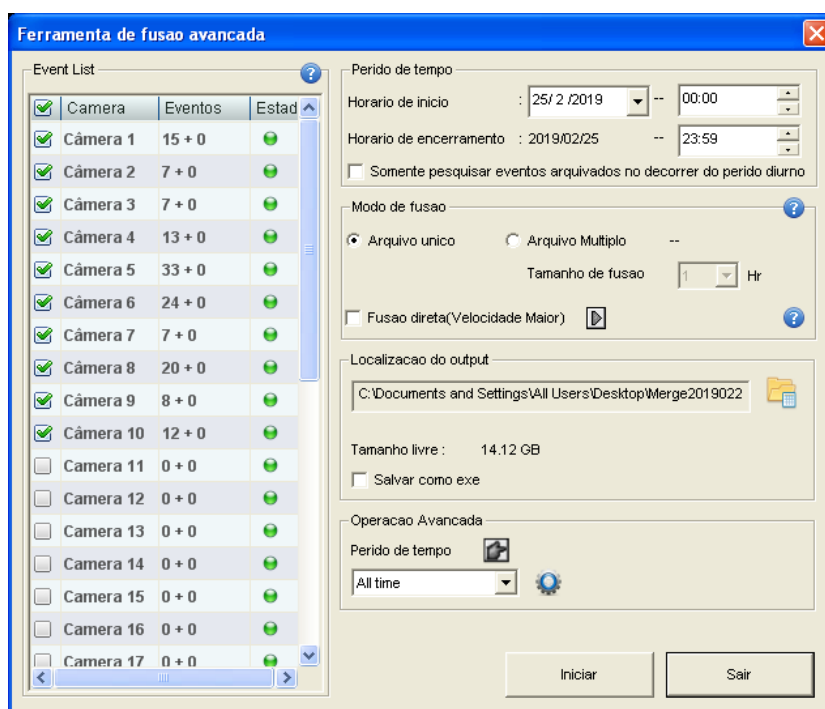 Ferramenta de fusao avancada
Event List
Camera Eventos Estad
Câmera 1 15 + 0
Câmera 2 7 + 0
Câmera 3 7 + 0
Câmera 4 13 + 0
Câmera 5 33 + 0
Câmera 6 24 + 0
Câmera 7 7 + 0
Câmera 8 20 + 0
Câmera 9 8 + 0
Câmera 10 12 + 0
Camera 11 0 + 0
Camera 12 0 + 0
Camera 13 0 + 0
Camera 14 0 + 0
Camera 15 0 + 0
Camera 16 0 + 0
Camera 17 0 + 0
Perido de tempo
Horario de inicio : 25/ 2 /2019 -- 00:00
Horario de encerramento : 2019/02/25 -- 23:59
Somente pesquisar eventos arquivados no decorrer do perido diurno
Modo de fusao
Arquivo unico Arquivo Multiplo --
Tamanho de fusao 1 Hr
Fusao direta(Velocidade Maior)
Localizacao do output
C:\Documents and Settings\All Users\Desktop\Merge2019022
Tamanho livre : 14.12 GB
Salvar como exe
Operacao Avancada
Perido de tempo
All time
Iniciar Sair